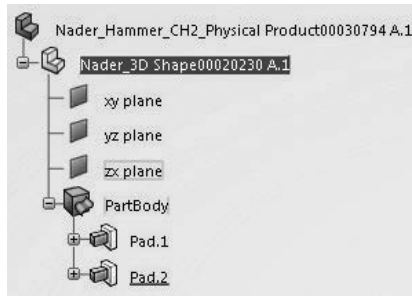 Nader_Hammer_CH2_Physical Product00030794 A.1
Nader_3D Shape00020230 A.1
xy plane
yz plane
zx plane
PartBody
Pad.1
Pad.2